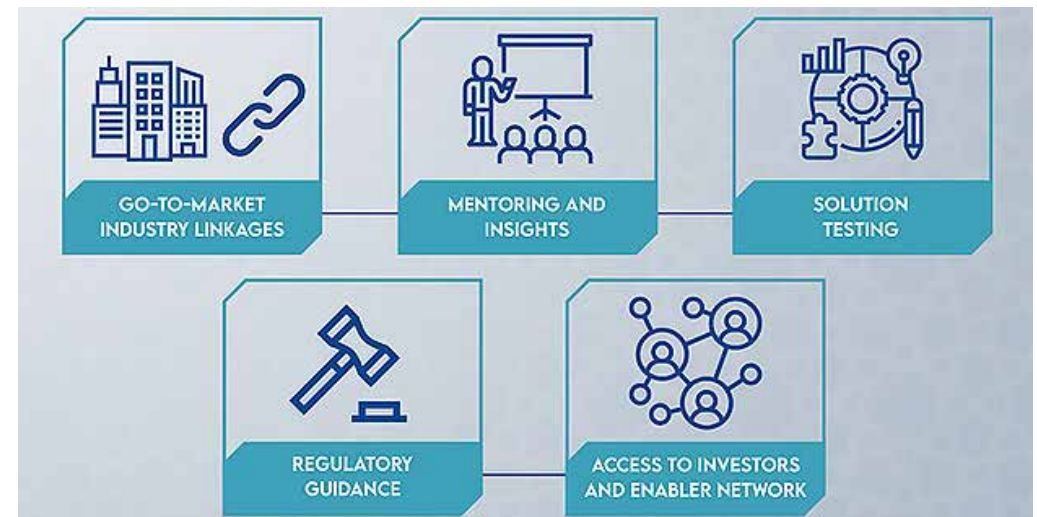 GO-TO-MARKET
INDUSTRY LINKAGES
MENTORING AND
INSIGHTS
SOLUTION
TESTING
REGULATORY
GUIDANCE
ACCESS TO INVESTORS
AND ENABLER NETWORK